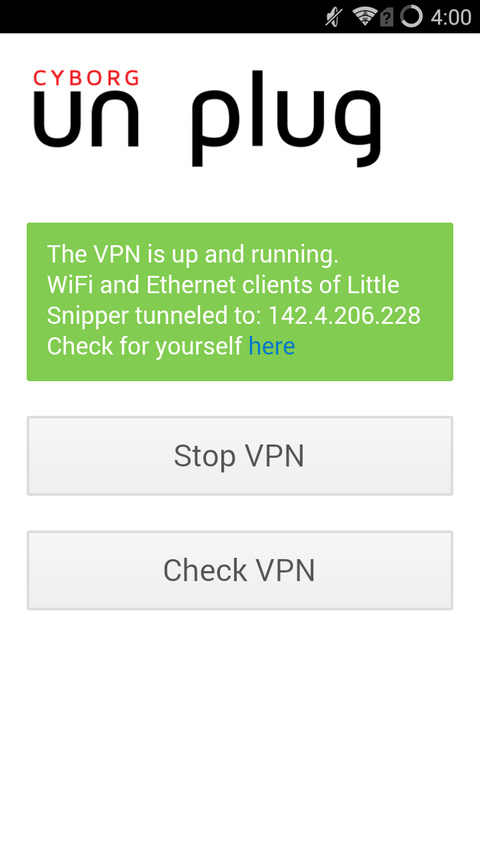 4:00
CYBORG
un plug
The VPN is up and running.
WiFi and Ethernet clients of Little
Snipper tunneled to: 142.4.206.228
Check for yourself here
Stop VPN
Check VPN